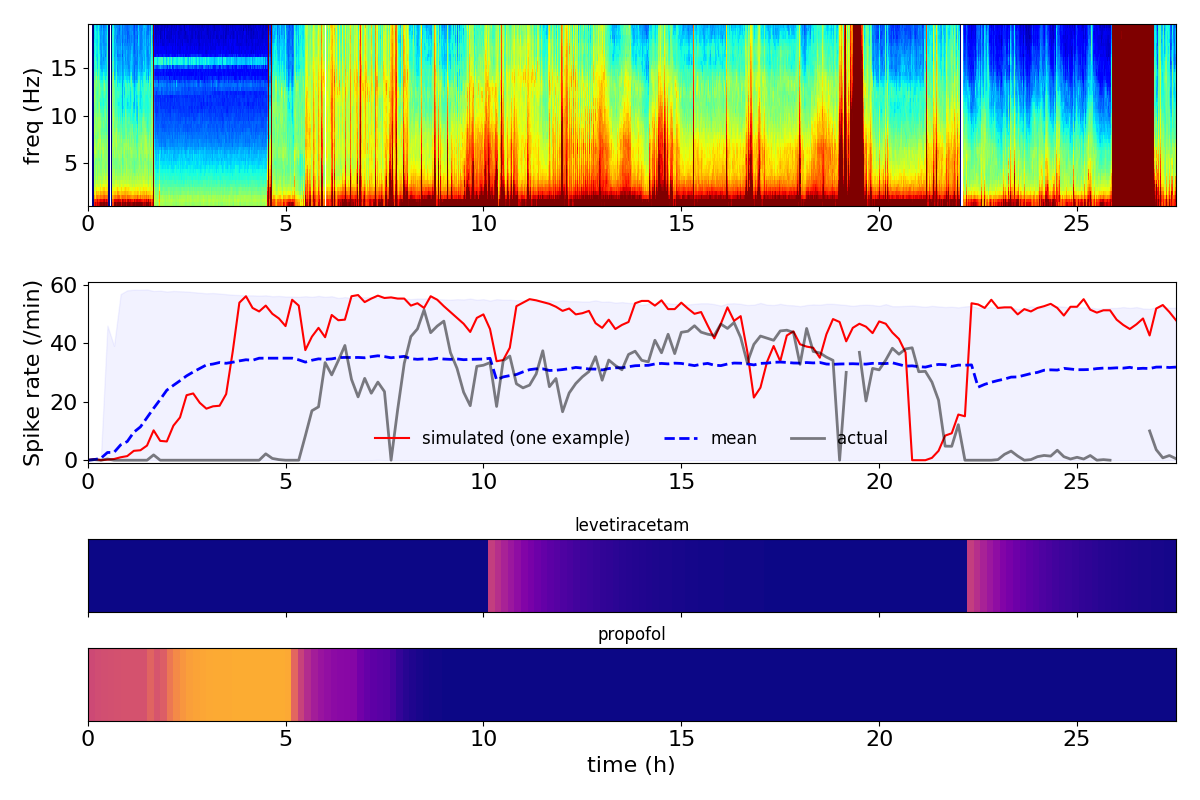 freq (Hz)
15
10
5
0 5 10 15 20 25
Spike rate (/min)
60
40
20
0
simulated (one example) mean actual
0 5 10 15 20 25
levetiracetam
propofol
0 5 10 15 20 25
time (h)